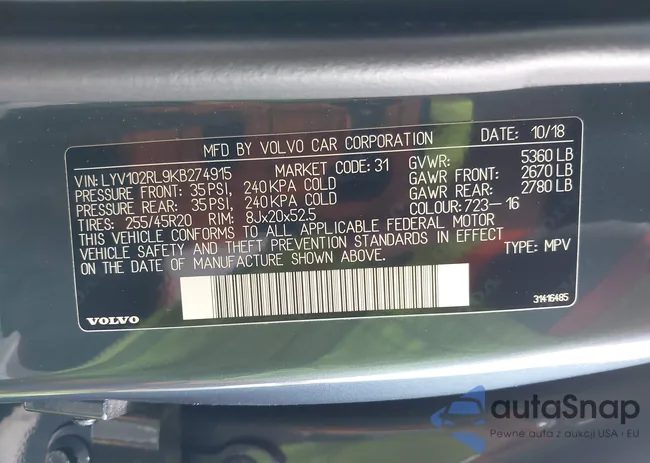 MFD BY VOLVO CAR CORPORATION DATE: 10/18
VIN: LYV102RL9KB274915 MARKET CODE: 31 GVWR: 5360 LB
PRESSURE FRONT: 35 PSI, 240 KPA COLD GAWR FRONT: 2670 LB
PRESSURE REAR: 35 PSI, 240 KPA COLD GAWR REAR: 2780 LB
TIRES: 255/45R20 RIM: 8Jx20x52.5 COLOUR: 723-16
THIS VEHICLE CONFORMS TO ALL APPLICABLE FEDERAL MOTOR
VEHICLE SAFETY AND THEFT PREVENTION STANDARDS IN EFFECT
ON THE DATE OF MANUFACTURE SHOWN ABOVE. TYPE: MPV
31416485
VOLVO
autaSnap
Pewne auta z aukcji USA i EU